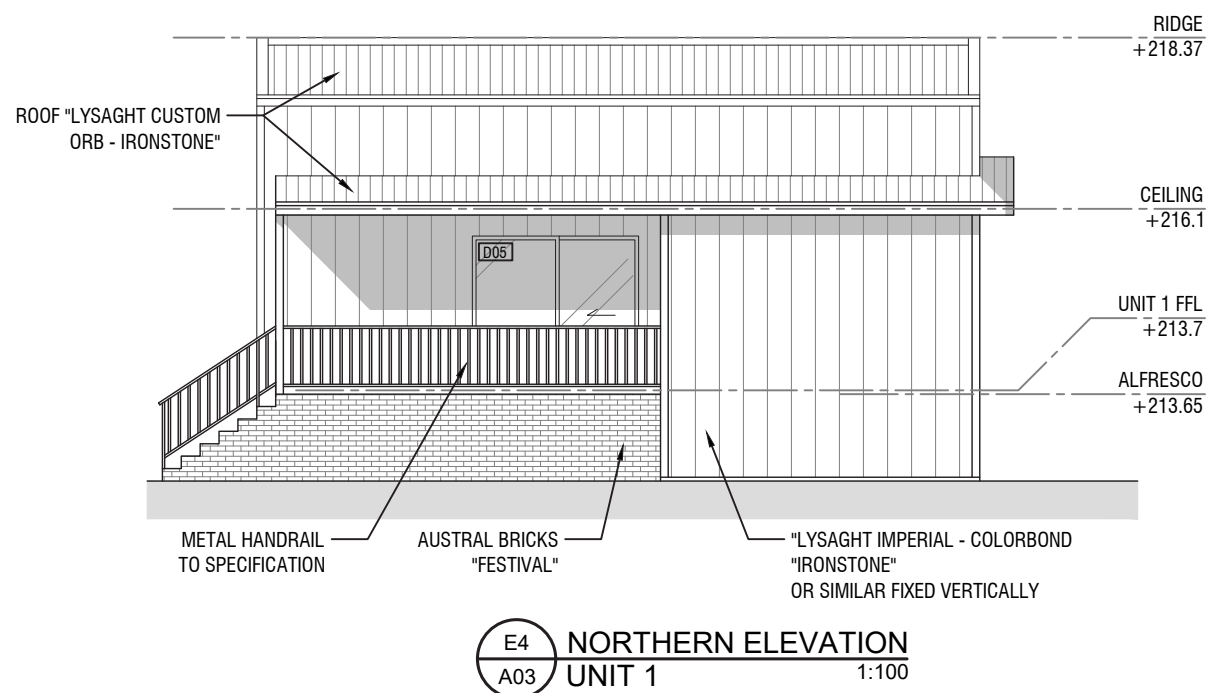 RIDGE
+218.37
ROOF "LYSAGHT CUSTOM
ORB - IRONSTONE"
CEILING
+216.1
D05
UNIT 1 FFL
+213.7
ALFRESCO
+213.65
METAL HANDRAIL
TO SPECIFICATION
AUSTRAL BRICKS
"FESTIVAL"
"LYSAGHT IMPERIAL - COLORBOND
"IRONSTONE"
OR SIMILAR FIXED VERTICALLY
E4
A03
NORTHERN ELEVATION
UNIT 1
1:100